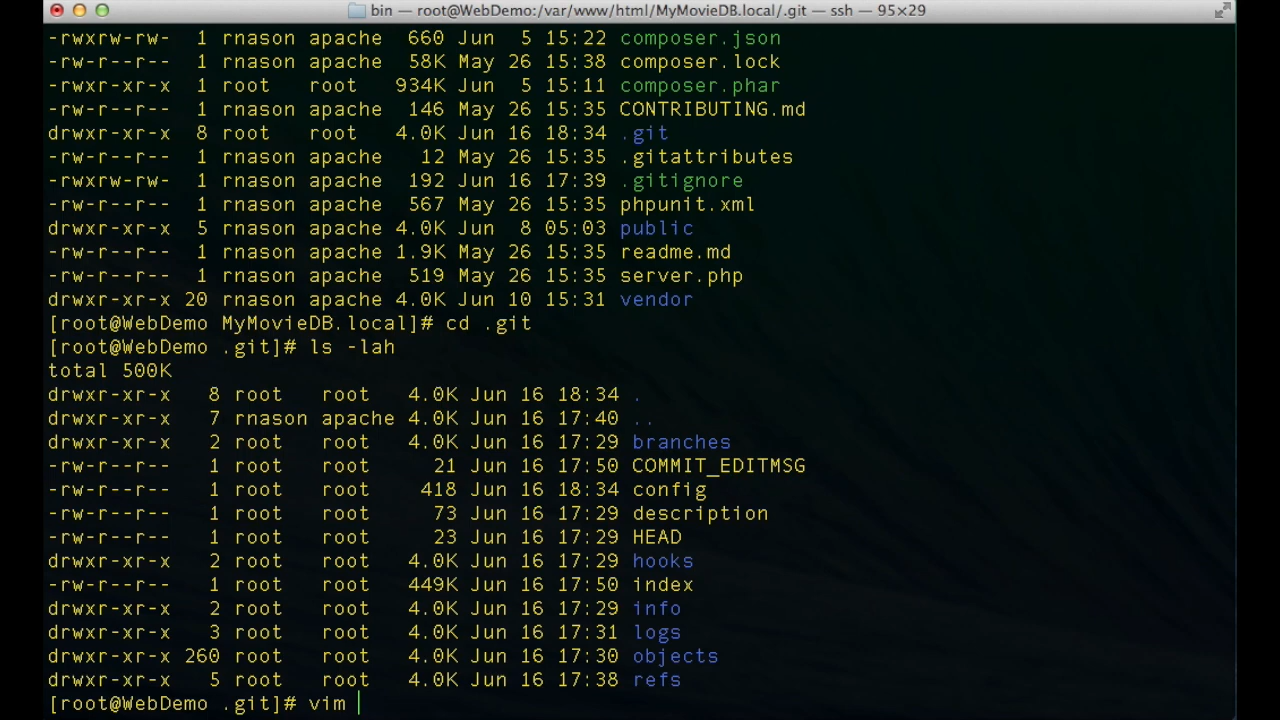 bin — root@WebDemo:/var/www/html/MyMovieDB.local/.git — ssh — 95×29
-rwxrw-rw-  1 rnason apache  660 Jun  5 15:22 composer.json
-rw-r--r--  1 rnason apache  58K May 26 15:38 composer.lock
-rwxr-xr-x  1 root   root   934K Jun  5 15:11 composer.phar
-rw-r--r--  1 rnason apache  146 May 26 15:35 CONTRIBUTING.md
drwxr-xr-x  8 root   root   4.0K Jun 16 18:34 .git
-rw-r--r--  1 rnason apache   12 May 26 15:35 .gitattributes
-rwxrw-rw-  1 rnason apache  192 Jun 16 17:39 .gitignore
-rw-r--r--  1 rnason apache  567 May 26 15:35 phpunit.xml
drwxr-xr-x  5 rnason apache 4.0K Jun  8 05:03 public
-rw-r--r--  1 rnason apache 1.9K May 26 15:35 readme.md
-rw-r--r--  1 rnason apache  519 May 26 15:35 server.php
drwxr-xr-x 20 rnason apache 4.0K Jun 10 15:31 vendor
[root@WebDemo MyMovieDB.local]# cd .git
[root@WebDemo .git]# ls -lah
total 500K
drwxr-xr-x   8 root   root   4.0K Jun 16 18:34 .
drwxr-xr-x   7 rnason apache 4.0K Jun 16 17:40 ..
drwxr-xr-x   2 root   root   4.0K Jun 16 17:29 branches
-rw-r--r--   1 root   root     21 Jun 16 17:50 COMMIT_EDITMSG
-rw-r--r--   1 root   root    418 Jun 16 18:34 config
-rw-r--r--   1 root   root     73 Jun 16 17:29 description
-rw-r--r--   1 root   root     23 Jun 16 17:29 HEAD
drwxr-xr-x   2 root   root   4.0K Jun 16 17:29 hooks
-rw-r--r--   1 root   root   449K Jun 16 17:50 index
drwxr-xr-x   2 root   root   4.0K Jun 16 17:29 info
drwxr-xr-x   3 root   root   4.0K Jun 16 17:31 logs
drwxr-xr-x 260 root   root   4.0K Jun 16 17:30 objects
drwxr-xr-x   5 root   root   4.0K Jun 16 17:38 refs
[root@WebDemo .git]# vim